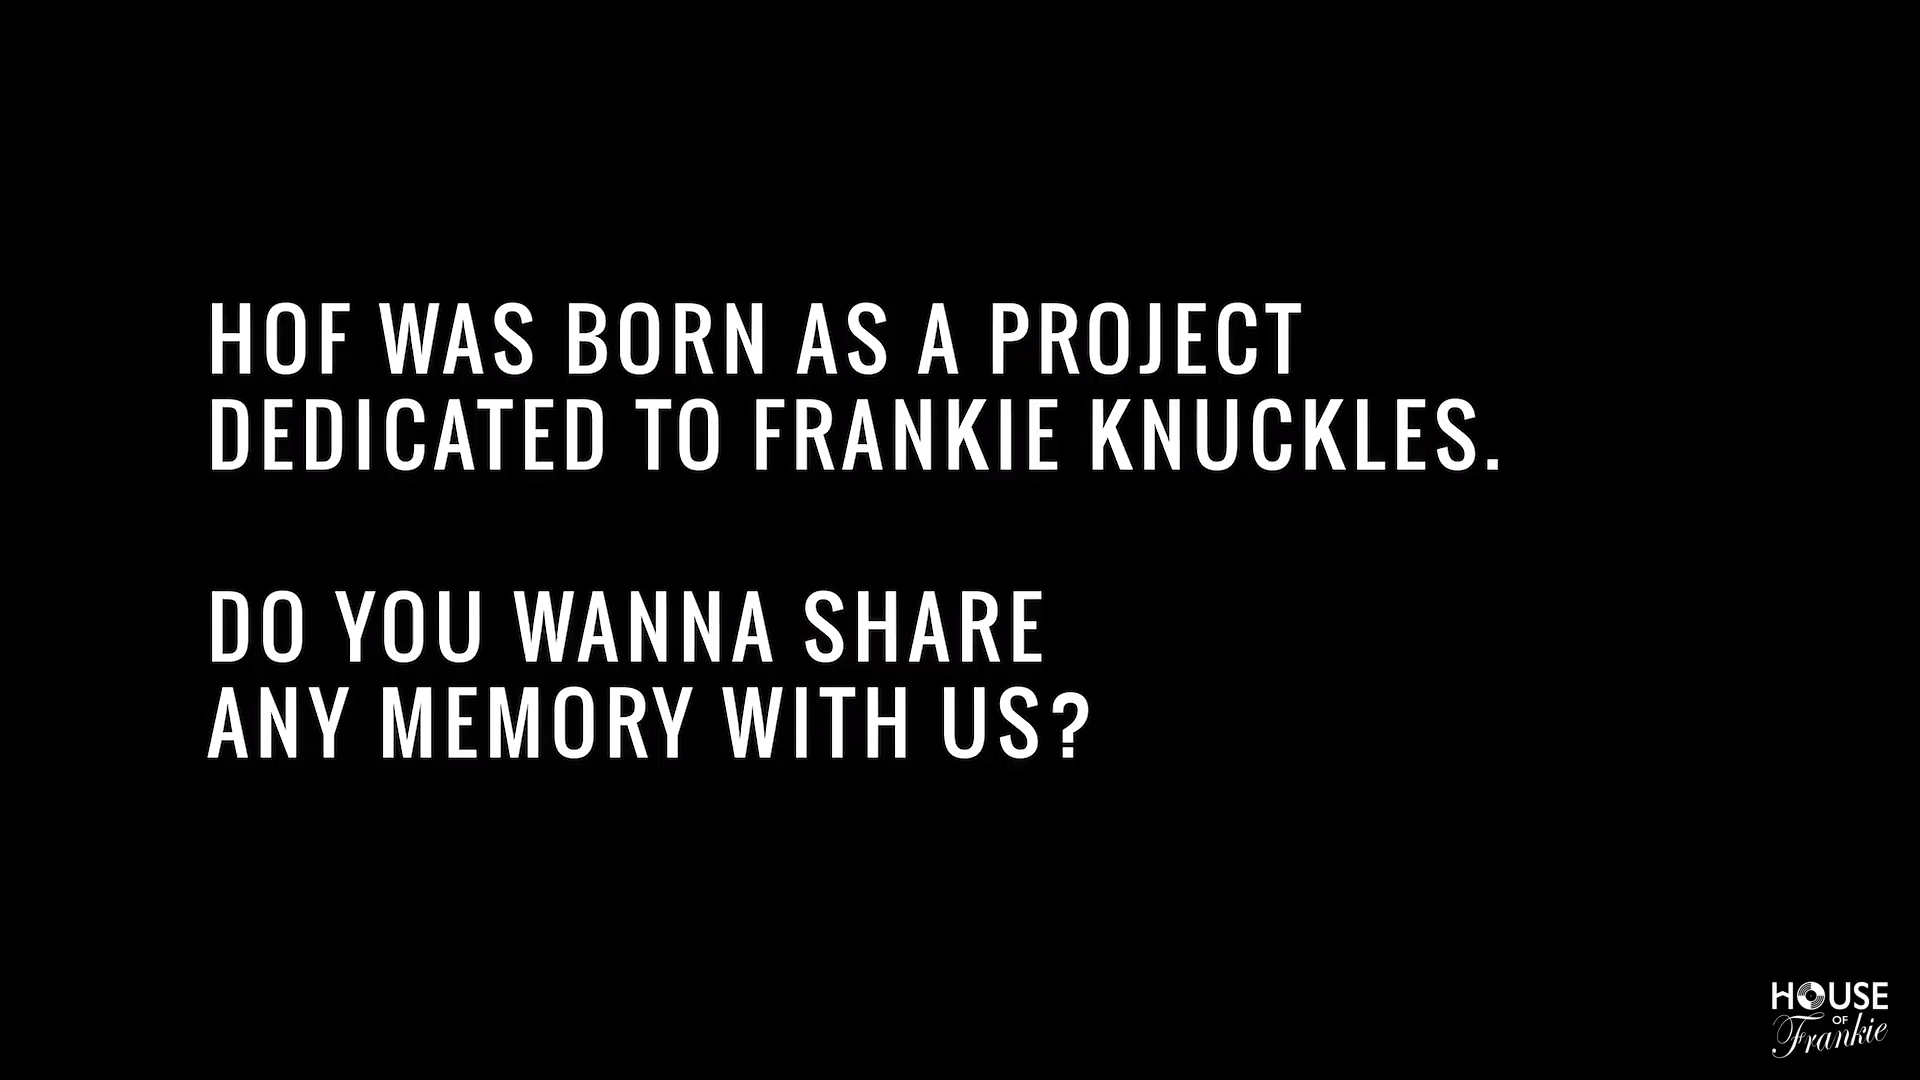 HOF WAS BORN AS A PROJECT
DEDICATED TO FRANKIE KNUCKLES.
DO YOU WANNA SHARE
ANY MEMORY WITH US?
HOUSE
OF
Frankie